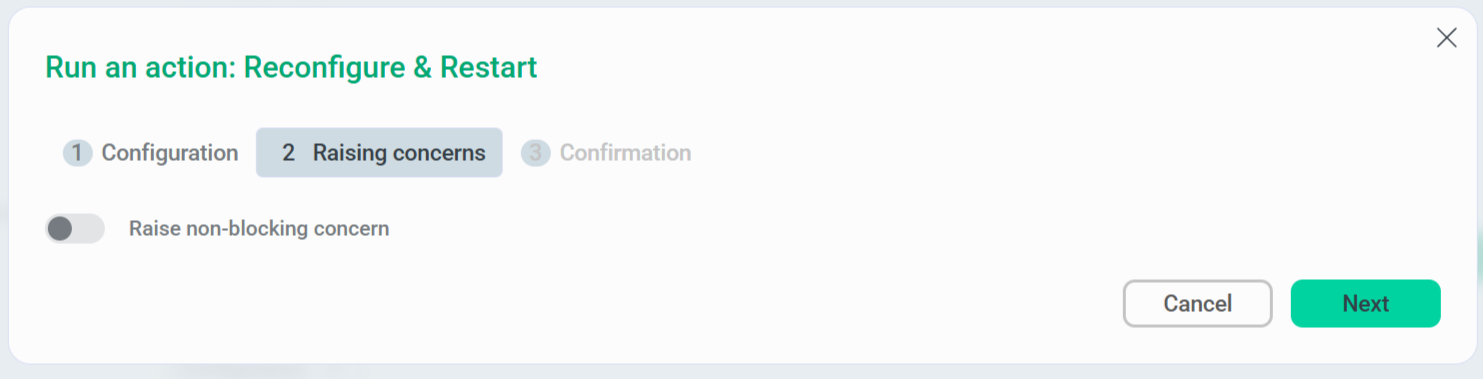 Run an action: Reconfigure & Restart
1 Configuration 2 Raising concerns 3 Confirmation
Raise non-blocking concern
Cancel Next